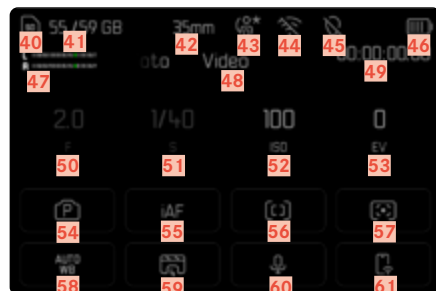 55/59 GB 35mm
40 41 42 43 44 45 46
L R Video 00:00:00.00
47 48 49
2.0 1/40 100 0
F S ISO EV
50 51 52 53
P iAF
54 55 56 57
AUTO WB
58 59 60 61